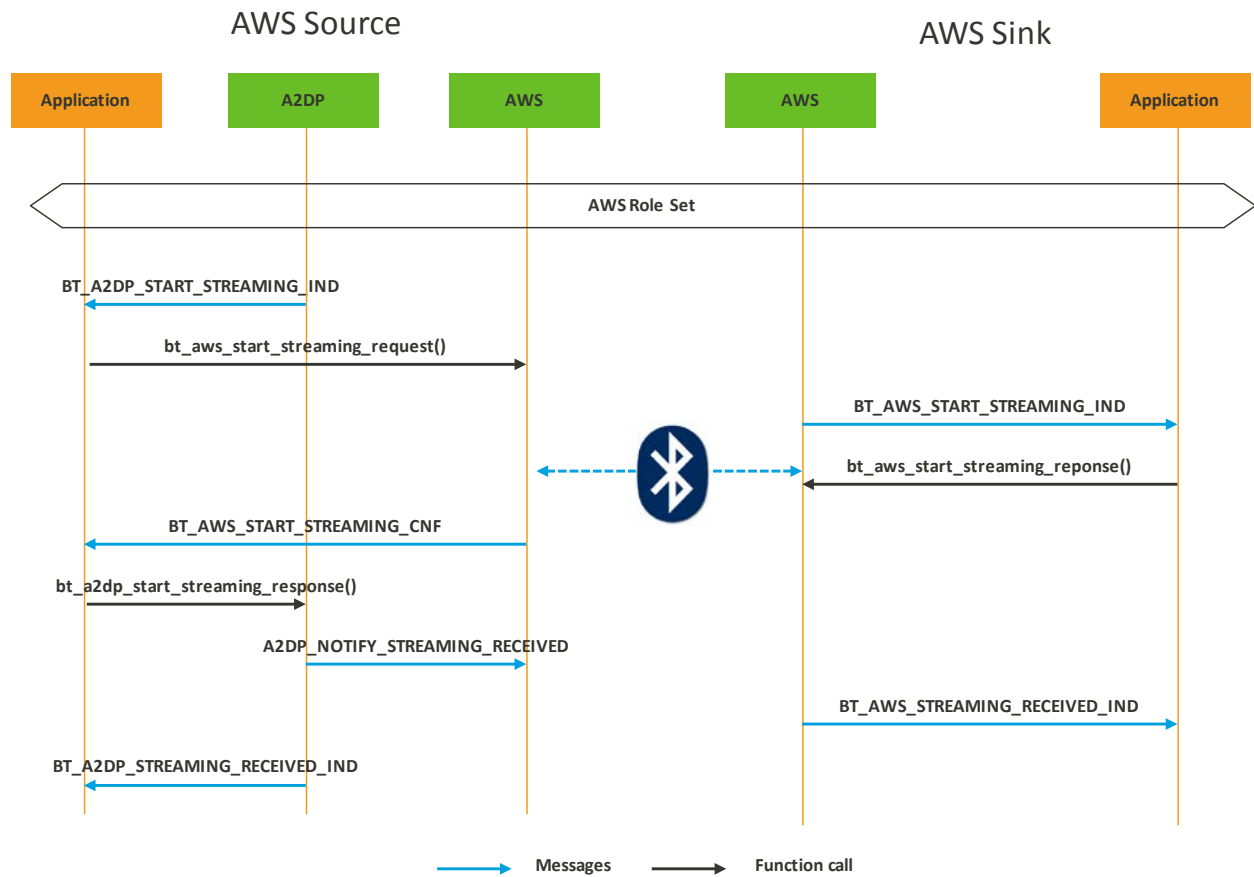 AWS Source
AWS Sink
Application
A2DP
AWS
AWS
Application
AWS Role Set
BT_A2DP_START_STREAMING_IND
bt_aws_start_streaming_request()
BT_AWS_START_STREAMING_IND
bt_aws_start_streaming_reponse()
BT_AWS_START_STREAMING_CNF
bt_a2dp_start_streaming_response()
A2DP_NOTIFY_STREAMING_RECEIVED
BT_AWS_STREAMING_RECEIVED_IND
BT_A2DP_STREAMING_RECEIVED_IND
Messages
Function call